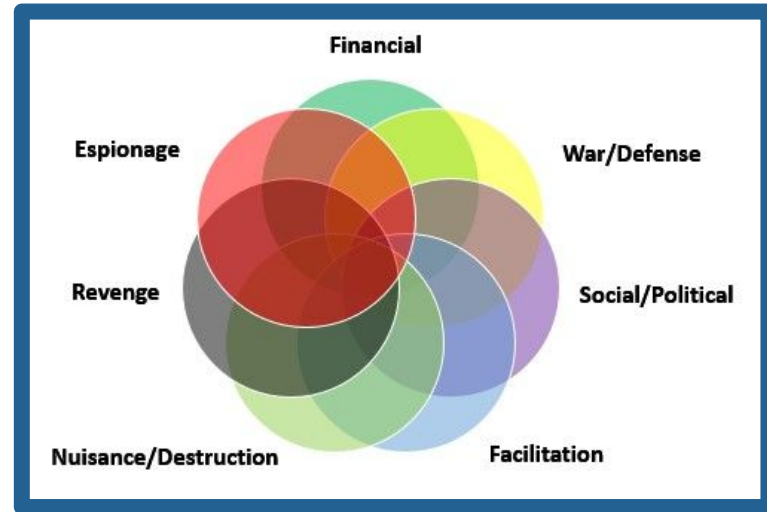 Financial
Espionage
War/Defense
Revenge
Social/Political
Nuisance/Destruction
Facilitation